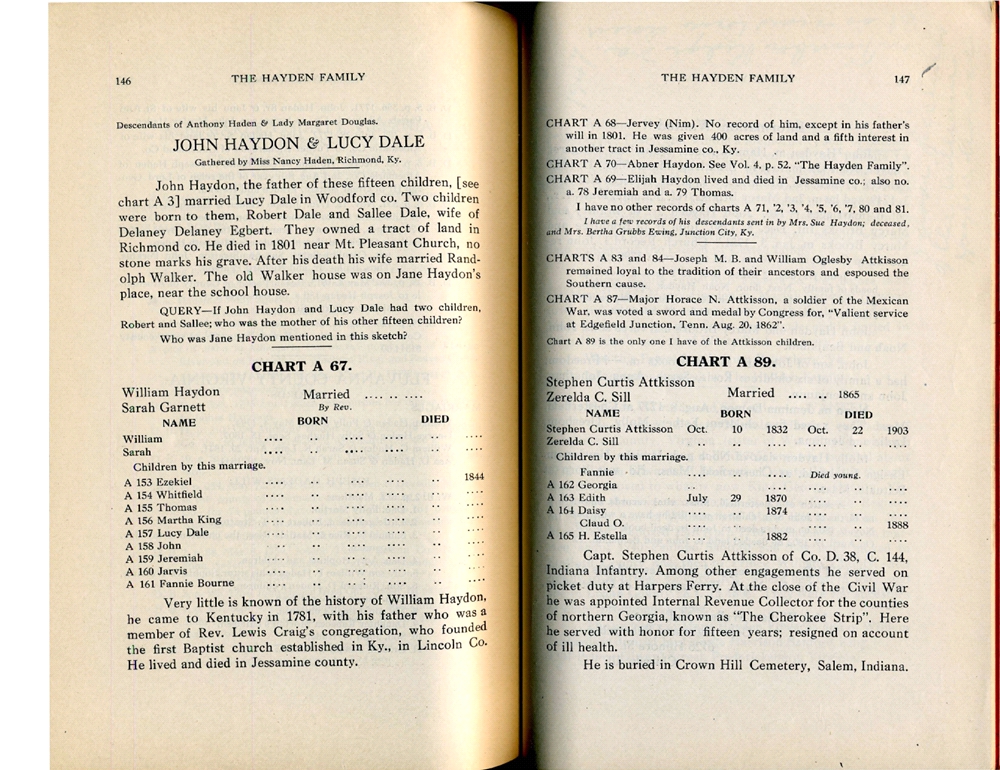 146
THE HAYDEN FAMILY
Descendants of Anthony Haden & Lady Margaret Douglas.
JOHN HAYDON & LUCY DALE
Gathered by Miss Nancy Haden, Richmond, Ky.
John Haydon, the father of these fifteen children, [see
chart A 3] married Lucy Dale in Woodford co. Two children
were born to them, Robert Dale and Sallee Dale, wife of
Delaney Delaney Egbert. They owned a tract of land in
Richmond co. He died in 1801 near Mt. Pleasant Church, no
stone marks his grave. After his death his wife married Rand-
olph Walker. The old Walker house was on Jane Haydon's
place, near the school house.
QUERY—If John Haydon and Lucy Dale had two children,
Robert and Sallee; who was the mother of his other fifteen children?
Who was Jane Haydon mentioned in this sketch?
CHART A 67.
William Haydon Married .... .. ....
Sarah Garnett By Rev.
NAME BORN DIED
William .... .. .... .... .. ....
Sarah .... .. .... .... .. ....
Children by this marriage.
A 153 Ezekiel .... .. .... .... .. 1844
A 154 Whitfield .... .. .... .... .. ....
A 155 Thomas .... .. .... .... .. ....
A 156 Martha King .... .. .... .... .. ....
A 157 Lucy Dale .... .. .... .... .. ....
A 158 John .... .. .... .... .. ....
A 159 Jeremiah .... .. .... .... .. ....
A 160 Jarvis .... .. .... .... .. ....
A 161 Fannie Bourne .... .. .... .... .. ....
Very little is known of the history of William Haydon,
he came to Kentucky in 1781, with his father who was a
member of Rev. Lewis Craig's congregation, who founded
the first Baptist church established in Ky., in Lincoln Co.
He lived and died in Jessamine county.
THE HAYDEN FAMILY
147
CHART A 68—Jervey (Nim). No record of him, except in his father's
will in 1801. He was given 400 acres of land and a fifth interest in
another tract in Jessamine co., Ky.
CHART A 70—Abner Haydon. See Vol. 4, p. 52. "The Hayden Family".
CHART A 69—Elijah Haydon lived and died in Jessamine co.; also no.
a. 78 Jeremiah and a. 79 Thomas.
I have no other records of charts A 71, '2, '3, '4, '5, '6, '7, 80 and 81.
I have a few records of his descendants sent in by Mrs. Sue Haydon; deceased,
and Mrs. Bertha Grubbs Ewing, Junction City, Ky.
CHARTS A 83 and 84—Joseph M. B. and William Oglesby Attkisson
remained loyal to the tradition of their ancestors and espoused the
Southern cause.
CHART A 87—Major Horace N. Attkisson, a soldier of the Mexican
War, was voted a sword and medal by Congress for, "Valient service
at Edgefield Junction, Tenn. Aug. 20, 1862".
Chart A 89 is the only one I have of the Attkisson children.
CHART A 89.
Stephen Curtis Attkisson
Zerelda C. Sill Married .... .. 1865
NAME BORN DIED
Stephen Curtis Attkisson Oct. 10 1832 Oct. 22 1903
Zerelda C. Sill .. .. .... .... .. ....
Children by this marriage.
Fannie .... .. .... Died young.
A 162 Georgia .. .. .... .... .. ....
A 163 Edith July 29 1870 .... .. ....
A 164 Daisy .... .. 1874 .... .. ....
Claud O. .... .. .... .... .. 1888
A 165 H. Estella .... .. 1882 .... .. ....
Capt. Stephen Curtis Attkisson of Co. D. 38, C. 144,
Indiana Infantry. Among other engagements he served on
picket duty at Harpers Ferry. At the close of the Civil War
he was appointed Internal Revenue Collector for the counties
of northern Georgia, known as "The Cherokee Strip". Here
he served with honor for fifteen years; resigned on account
of ill health.
He is buried in Crown Hill Cemetery, Salem, Indiana.